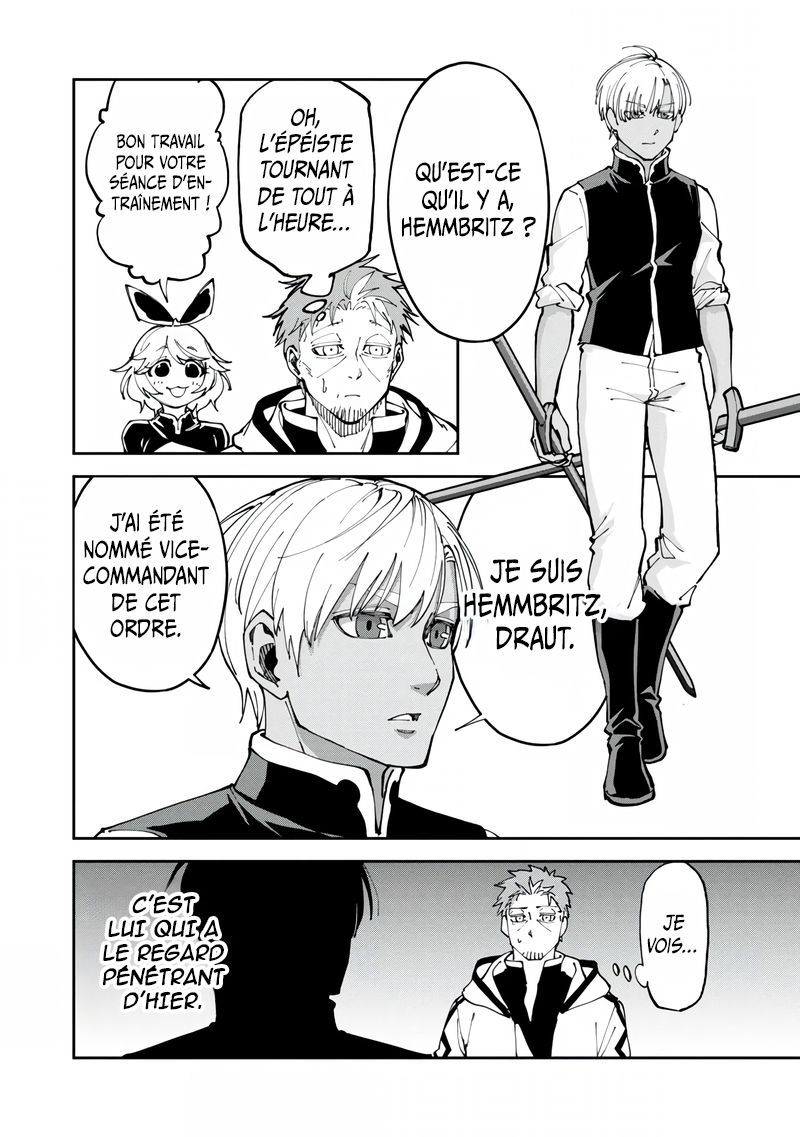 QU'EST-CE
QU'IL Y A,
HEMMBRITZ ?
OH,
L'ÉPÉISTE
TOURNANT
DE TOUT À
L'HEURE...
BON TRAVAIL
POUR VOTRE
SÉANCE D'EN-
TRAÎNEMENT !
JE SUIS
HEMMBRITZ,
DRAUT.
J'AI ÉTÉ
NOMMÉ VICE-
COMMANDANT
DE CET
ORDRE.
JE
VOIS...
C'EST
LUI QUI A
LE REGARD
PÉNÉTRANT
D'HIER.